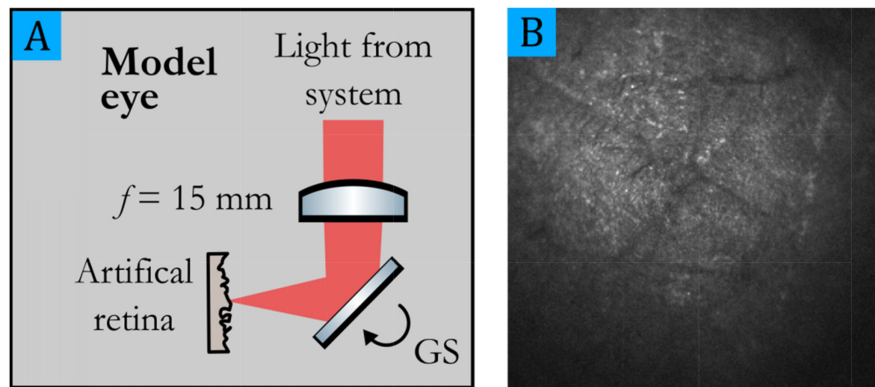 A
Model
eye
Light from
system
f = 15 mm
Artifical
retina
GS
B